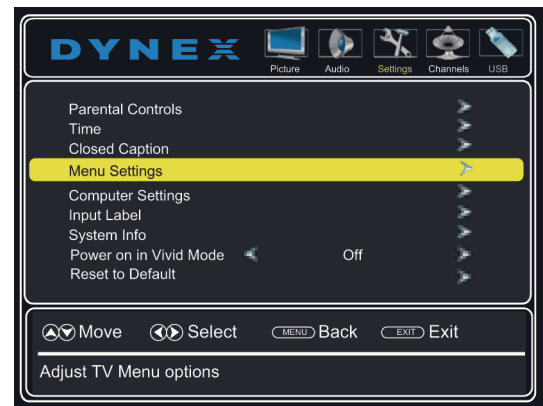 DYNEX
Picture Audio Settings Channels USB
Parental Controls
Time
Closed Caption
Menu Settings
Computer Settings
Input Label
System Info
Power on in Vivid Mode Off
Reset to Default
Move Select MENU Back EXIT Exit
Adjust TV Menu options